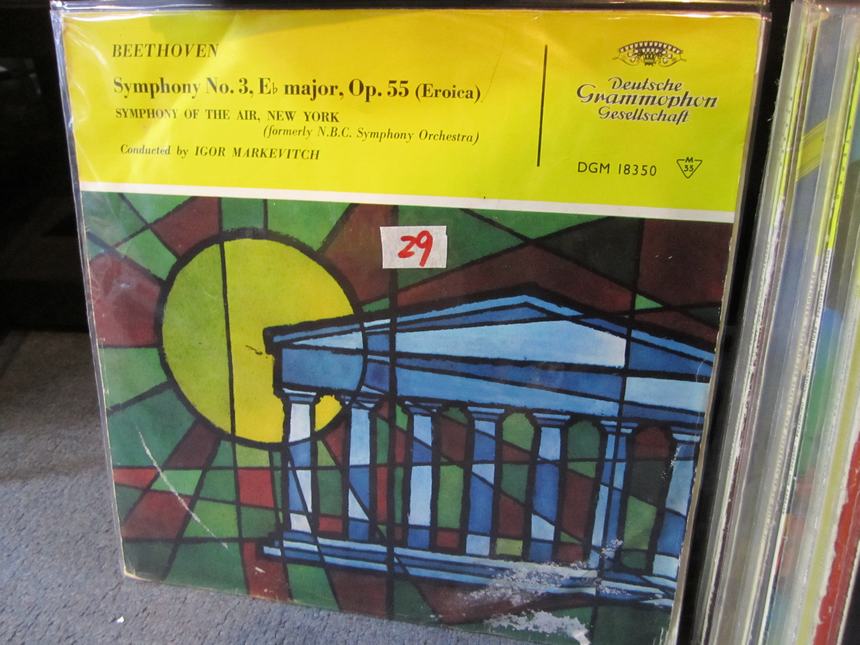 BEETHOVEN
Symphony No. 3, E♭ major, Op. 55 (Eroica)
SYMPHONY OF THE AIR, NEW YORK
(formerly N.B.C. Symphony Orchestra)
Conducted by IGOR MARKEVITCH
Deutsche
Grammophon
Gesellschaft
DGM 18350
M
33
29